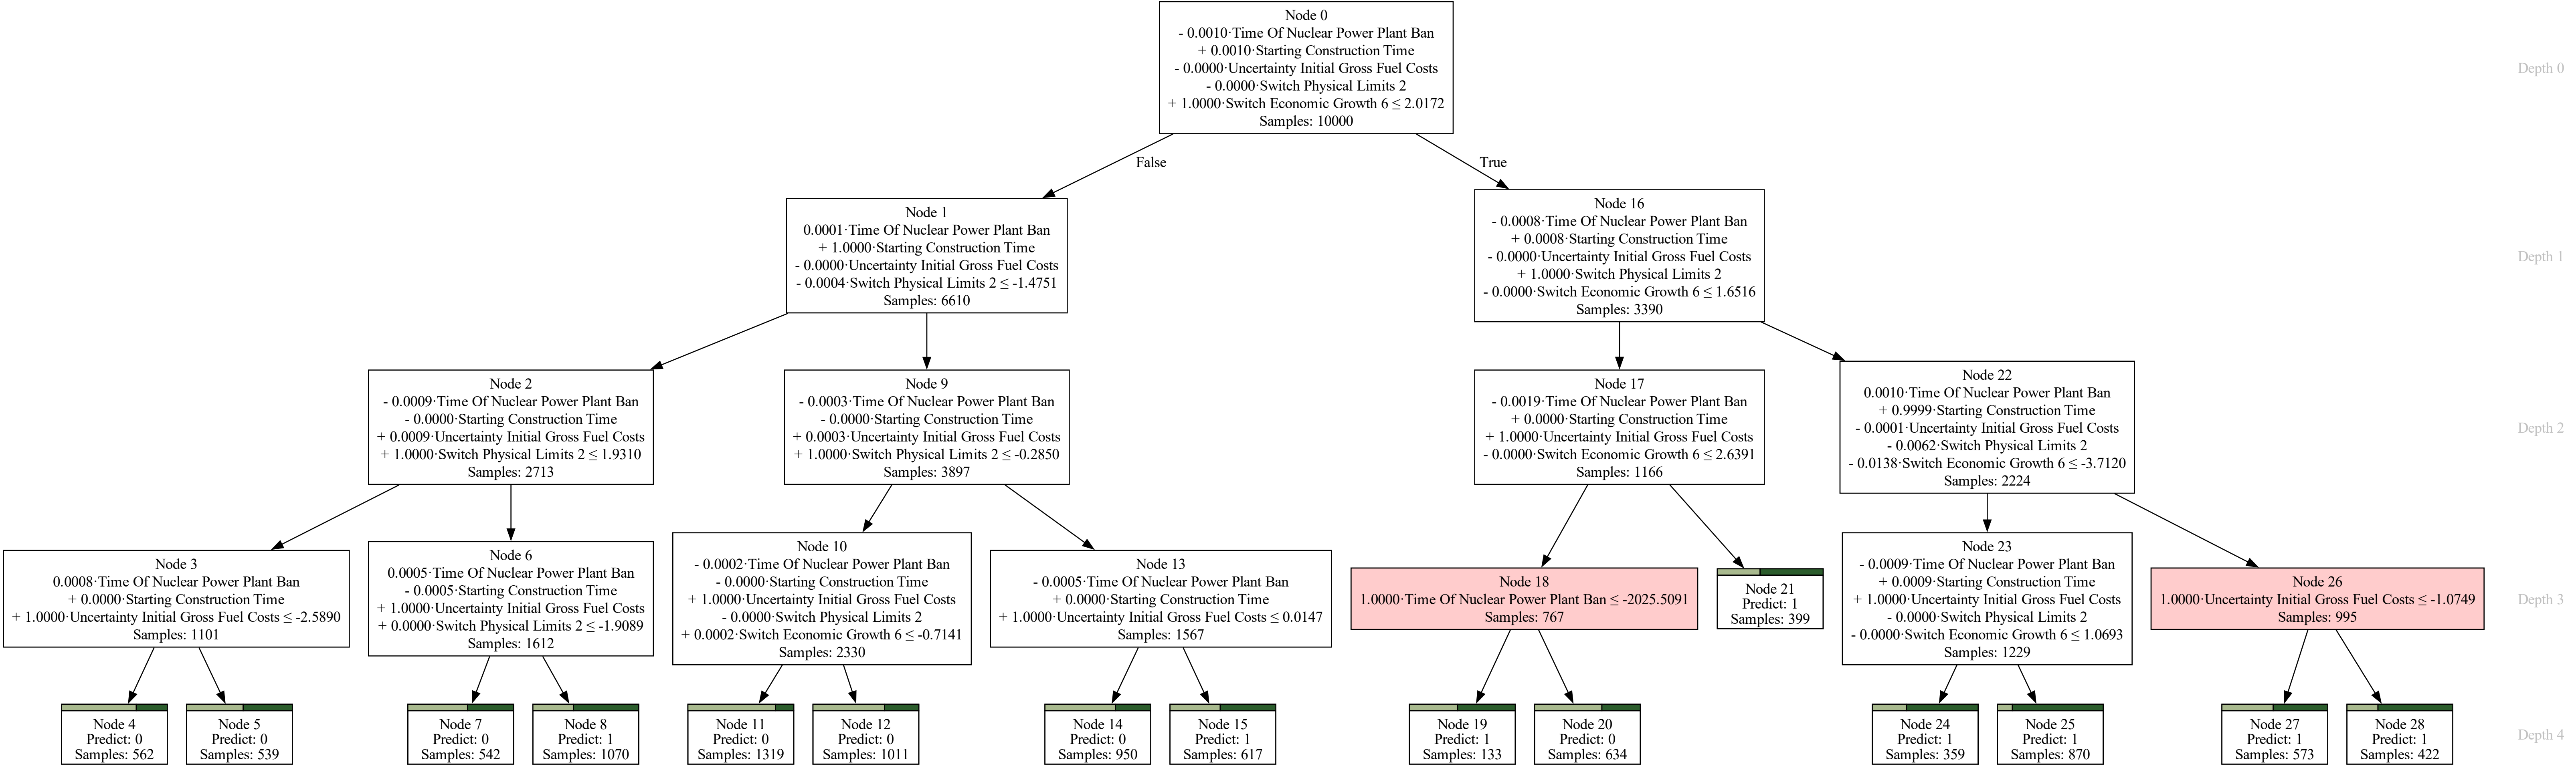 Node 0
- 0.0010·Time Of Nuclear Power Plant Ban
+ 0.0010·Starting Construction Time
- 0.0000·Uncertainty Initial Gross Fuel Costs
- 0.0000·Switch Physical Limits 2
+ 1.0000·Switch Economic Growth 6 ≤ 2.0172
Samples: 10000
Depth 0
False
True
Node 1
0.0001·Time Of Nuclear Power Plant Ban
+ 1.0000·Starting Construction Time
- 0.0000·Uncertainty Initial Gross Fuel Costs
- 0.0004·Switch Physical Limits 2 ≤ -1.4751
Samples: 6610
Node 16
- 0.0008·Time Of Nuclear Power Plant Ban
+ 0.0008·Starting Construction Time
- 0.0000·Uncertainty Initial Gross Fuel Costs
+ 1.0000·Switch Physical Limits 2
- 0.0000·Switch Economic Growth 6 ≤ 1.6516
Samples: 3390
Depth 1
Node 2
- 0.0009·Time Of Nuclear Power Plant Ban
- 0.0000·Starting Construction Time
+ 0.0009·Uncertainty Initial Gross Fuel Costs
+ 1.0000·Switch Physical Limits 2 ≤ 1.9310
Samples: 2713
Node 9
- 0.0003·Time Of Nuclear Power Plant Ban
- 0.0000·Starting Construction Time
+ 0.0003·Uncertainty Initial Gross Fuel Costs
+ 1.0000·Switch Physical Limits 2 ≤ -0.2850
Samples: 3897
Node 17
- 0.0019·Time Of Nuclear Power Plant Ban
+ 0.0000·Starting Construction Time
+ 1.0000·Uncertainty Initial Gross Fuel Costs
- 0.0000·Switch Economic Growth 6 ≤ 2.6391
Samples: 1166
Node 22
0.0010·Time Of Nuclear Power Plant Ban
+ 0.9999·Starting Construction Time
- 0.0001·Uncertainty Initial Gross Fuel Costs
- 0.0062·Switch Physical Limits 2
- 0.0138·Switch Economic Growth 6 ≤ -3.7120
Samples: 2224
Depth 2
Node 3
0.0008·Time Of Nuclear Power Plant Ban
+ 0.0000·Starting Construction Time
+ 1.0000·Uncertainty Initial Gross Fuel Costs ≤ -2.5890
Samples: 1101
Node 6
0.0005·Time Of Nuclear Power Plant Ban
- 0.0005·Starting Construction Time
+ 1.0000·Uncertainty Initial Gross Fuel Costs
+ 0.0000·Switch Physical Limits 2 ≤ -1.9089
Samples: 1612
Node 10
- 0.0002·Time Of Nuclear Power Plant Ban
- 0.0000·Starting Construction Time
+ 1.0000·Uncertainty Initial Gross Fuel Costs
- 0.0000·Switch Physical Limits 2
+ 0.0002·Switch Economic Growth 6 ≤ -0.7141
Samples: 2330
Node 13
- 0.0005·Time Of Nuclear Power Plant Ban
+ 0.0000·Starting Construction Time
+ 1.0000·Uncertainty Initial Gross Fuel Costs ≤ 0.0147
Samples: 1567
Node 18
1.0000·Time Of Nuclear Power Plant Ban ≤ -2025.5091
Samples: 767
Node 21
Predict: 1
Samples: 399
Node 23
- 0.0009·Time Of Nuclear Power Plant Ban
+ 0.0009·Starting Construction Time
+ 1.0000·Uncertainty Initial Gross Fuel Costs
- 0.0000·Switch Physical Limits 2
- 0.0000·Switch Economic Growth 6 ≤ 1.0693
Samples: 1229
Node 26
1.0000·Uncertainty Initial Gross Fuel Costs ≤ -1.0749
Samples: 995
Depth 3
Node 4
Predict: 0
Samples: 562
Node 5
Predict: 0
Samples: 539
Node 7
Predict: 0
Samples: 542
Node 8
Predict: 1
Samples: 1070
Node 11
Predict: 0
Samples: 1319
Node 12
Predict: 0
Samples: 1011
Node 14
Predict: 0
Samples: 950
Node 15
Predict: 1
Samples: 617
Node 19
Predict: 1
Samples: 133
Node 20
Predict: 0
Samples: 634
Node 24
Predict: 1
Samples: 359
Node 25
Predict: 1
Samples: 870
Node 27
Predict: 1
Samples: 573
Node 28
Predict: 1
Samples: 422
Depth 4